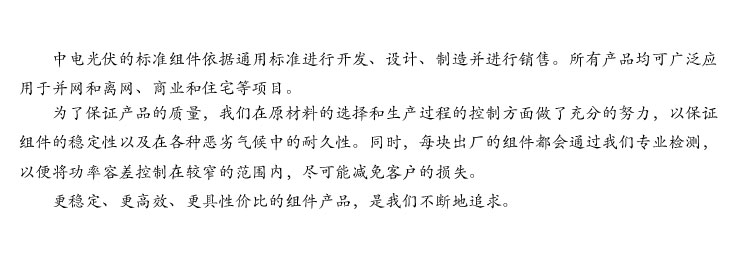 中电光伏的标准组件依据通用标准进行开发、设计、制造并进行销售。所有产品均可广泛应
用于并网和离网、商业和住宅等项目。
为了保证产品的质量，我们在原材料的选择和生产过程的控制方面做了充分的努力，以保证
组件的稳定性以及在各种恶劣气候中的耐久性。同时，每块出厂的组件都会通过我们专业检测，
以便将功率容差控制在较窄的范围内，尽可能减免客户的损失。
更稳定、更高效、更具性价比的组件产品，是我们不断地追求。